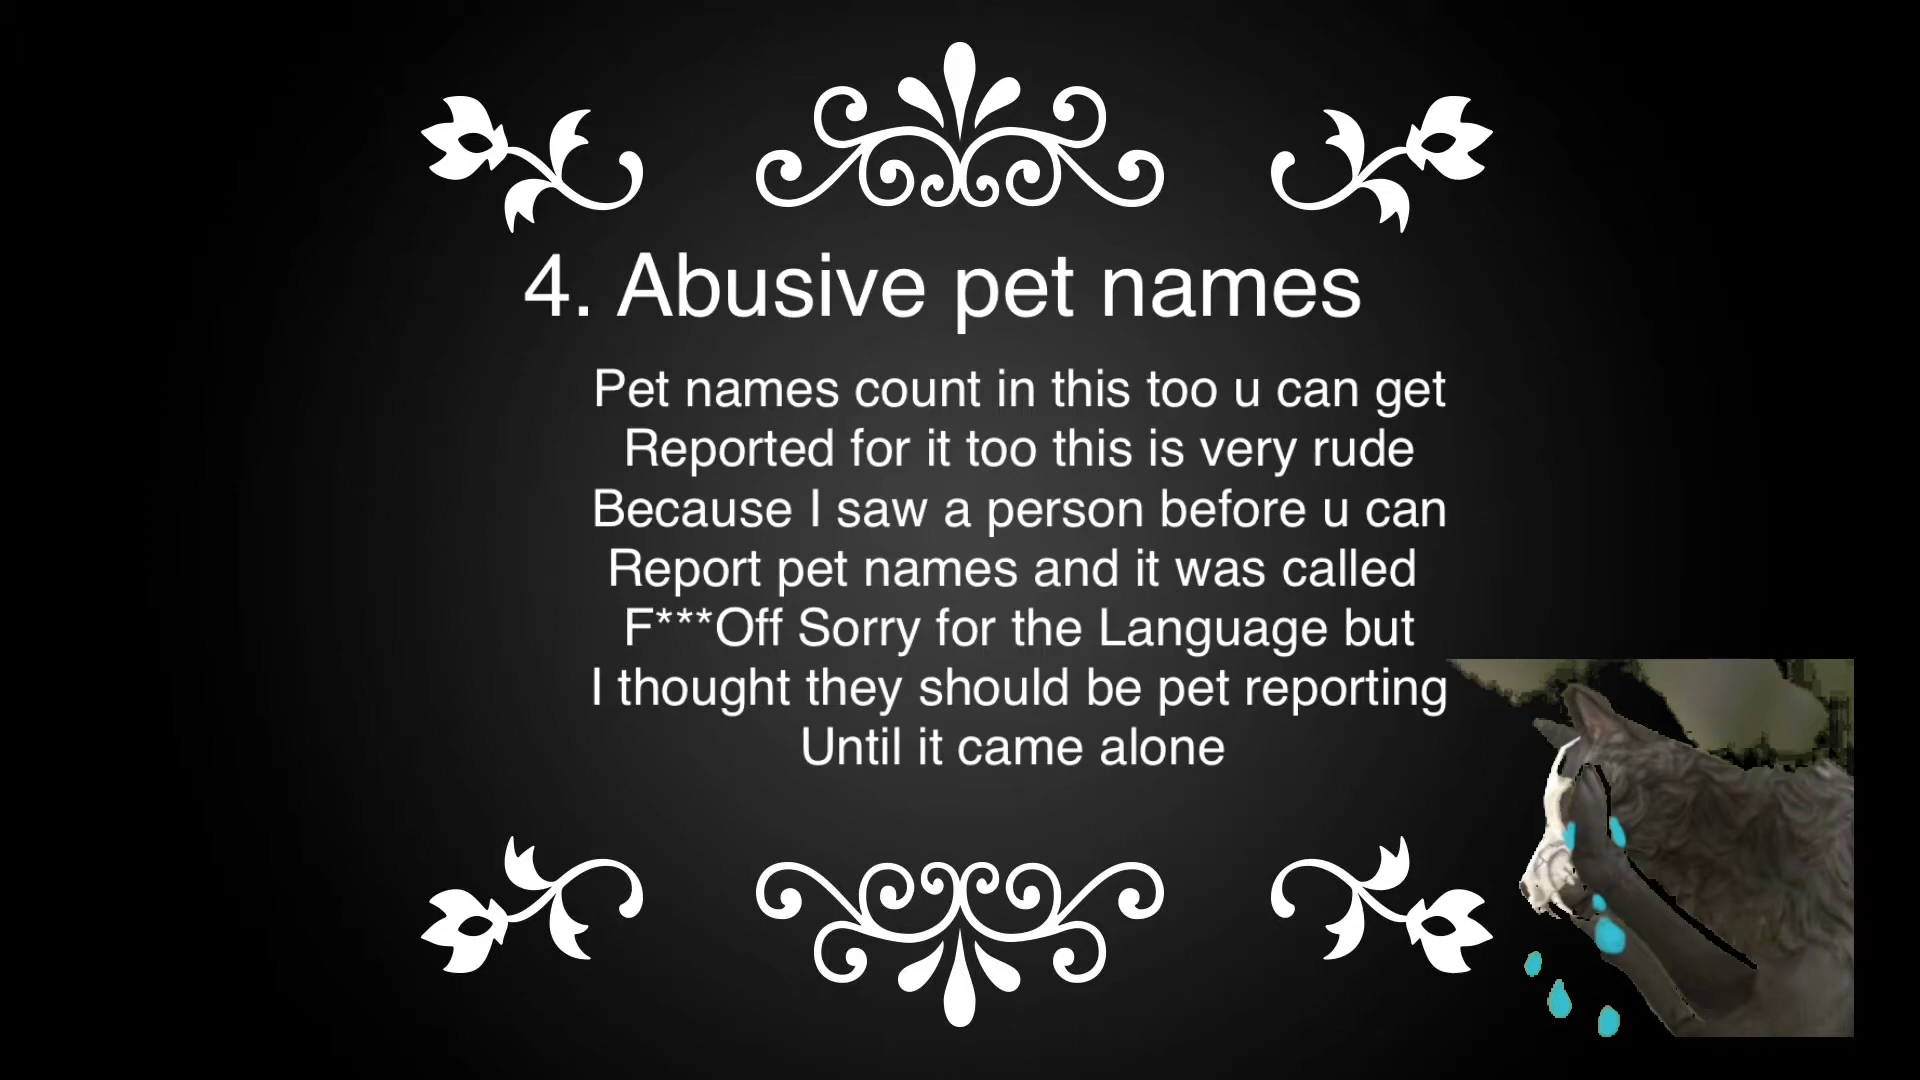 4. Abusive pet names
Pet names count in this too u can get
Reported for it too this is very rude
Because I saw a person before u can
Report pet names and it was called
F***Off Sorry for the Language but
I thought they should be pet reporting
Until it came alone